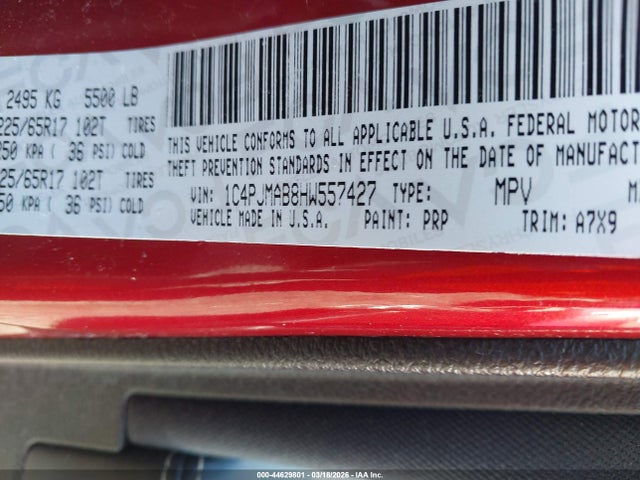 2495 KG 5500 LB
225/65R17 102T TIRES
250 KPA ( 36 PSI) COLD
25/65R17 102T TIRES
50 KPA ( 36 PSI) COLD
THIS VEHICLE CONFORMS TO ALL APPLICABLE U.S.A. FEDERAL MOTOR
THEFT PREVENTION STANDARDS IN EFFECT ON THE DATE OF MANUFACT
VIN: 1C4PJMAB8HW557427 TYPE: MPV
VEHICLE MADE IN U.S.A. PAINT: PRP TRIM: A7X9
000-44629801 - 03/18/2026 - IAA Inc.